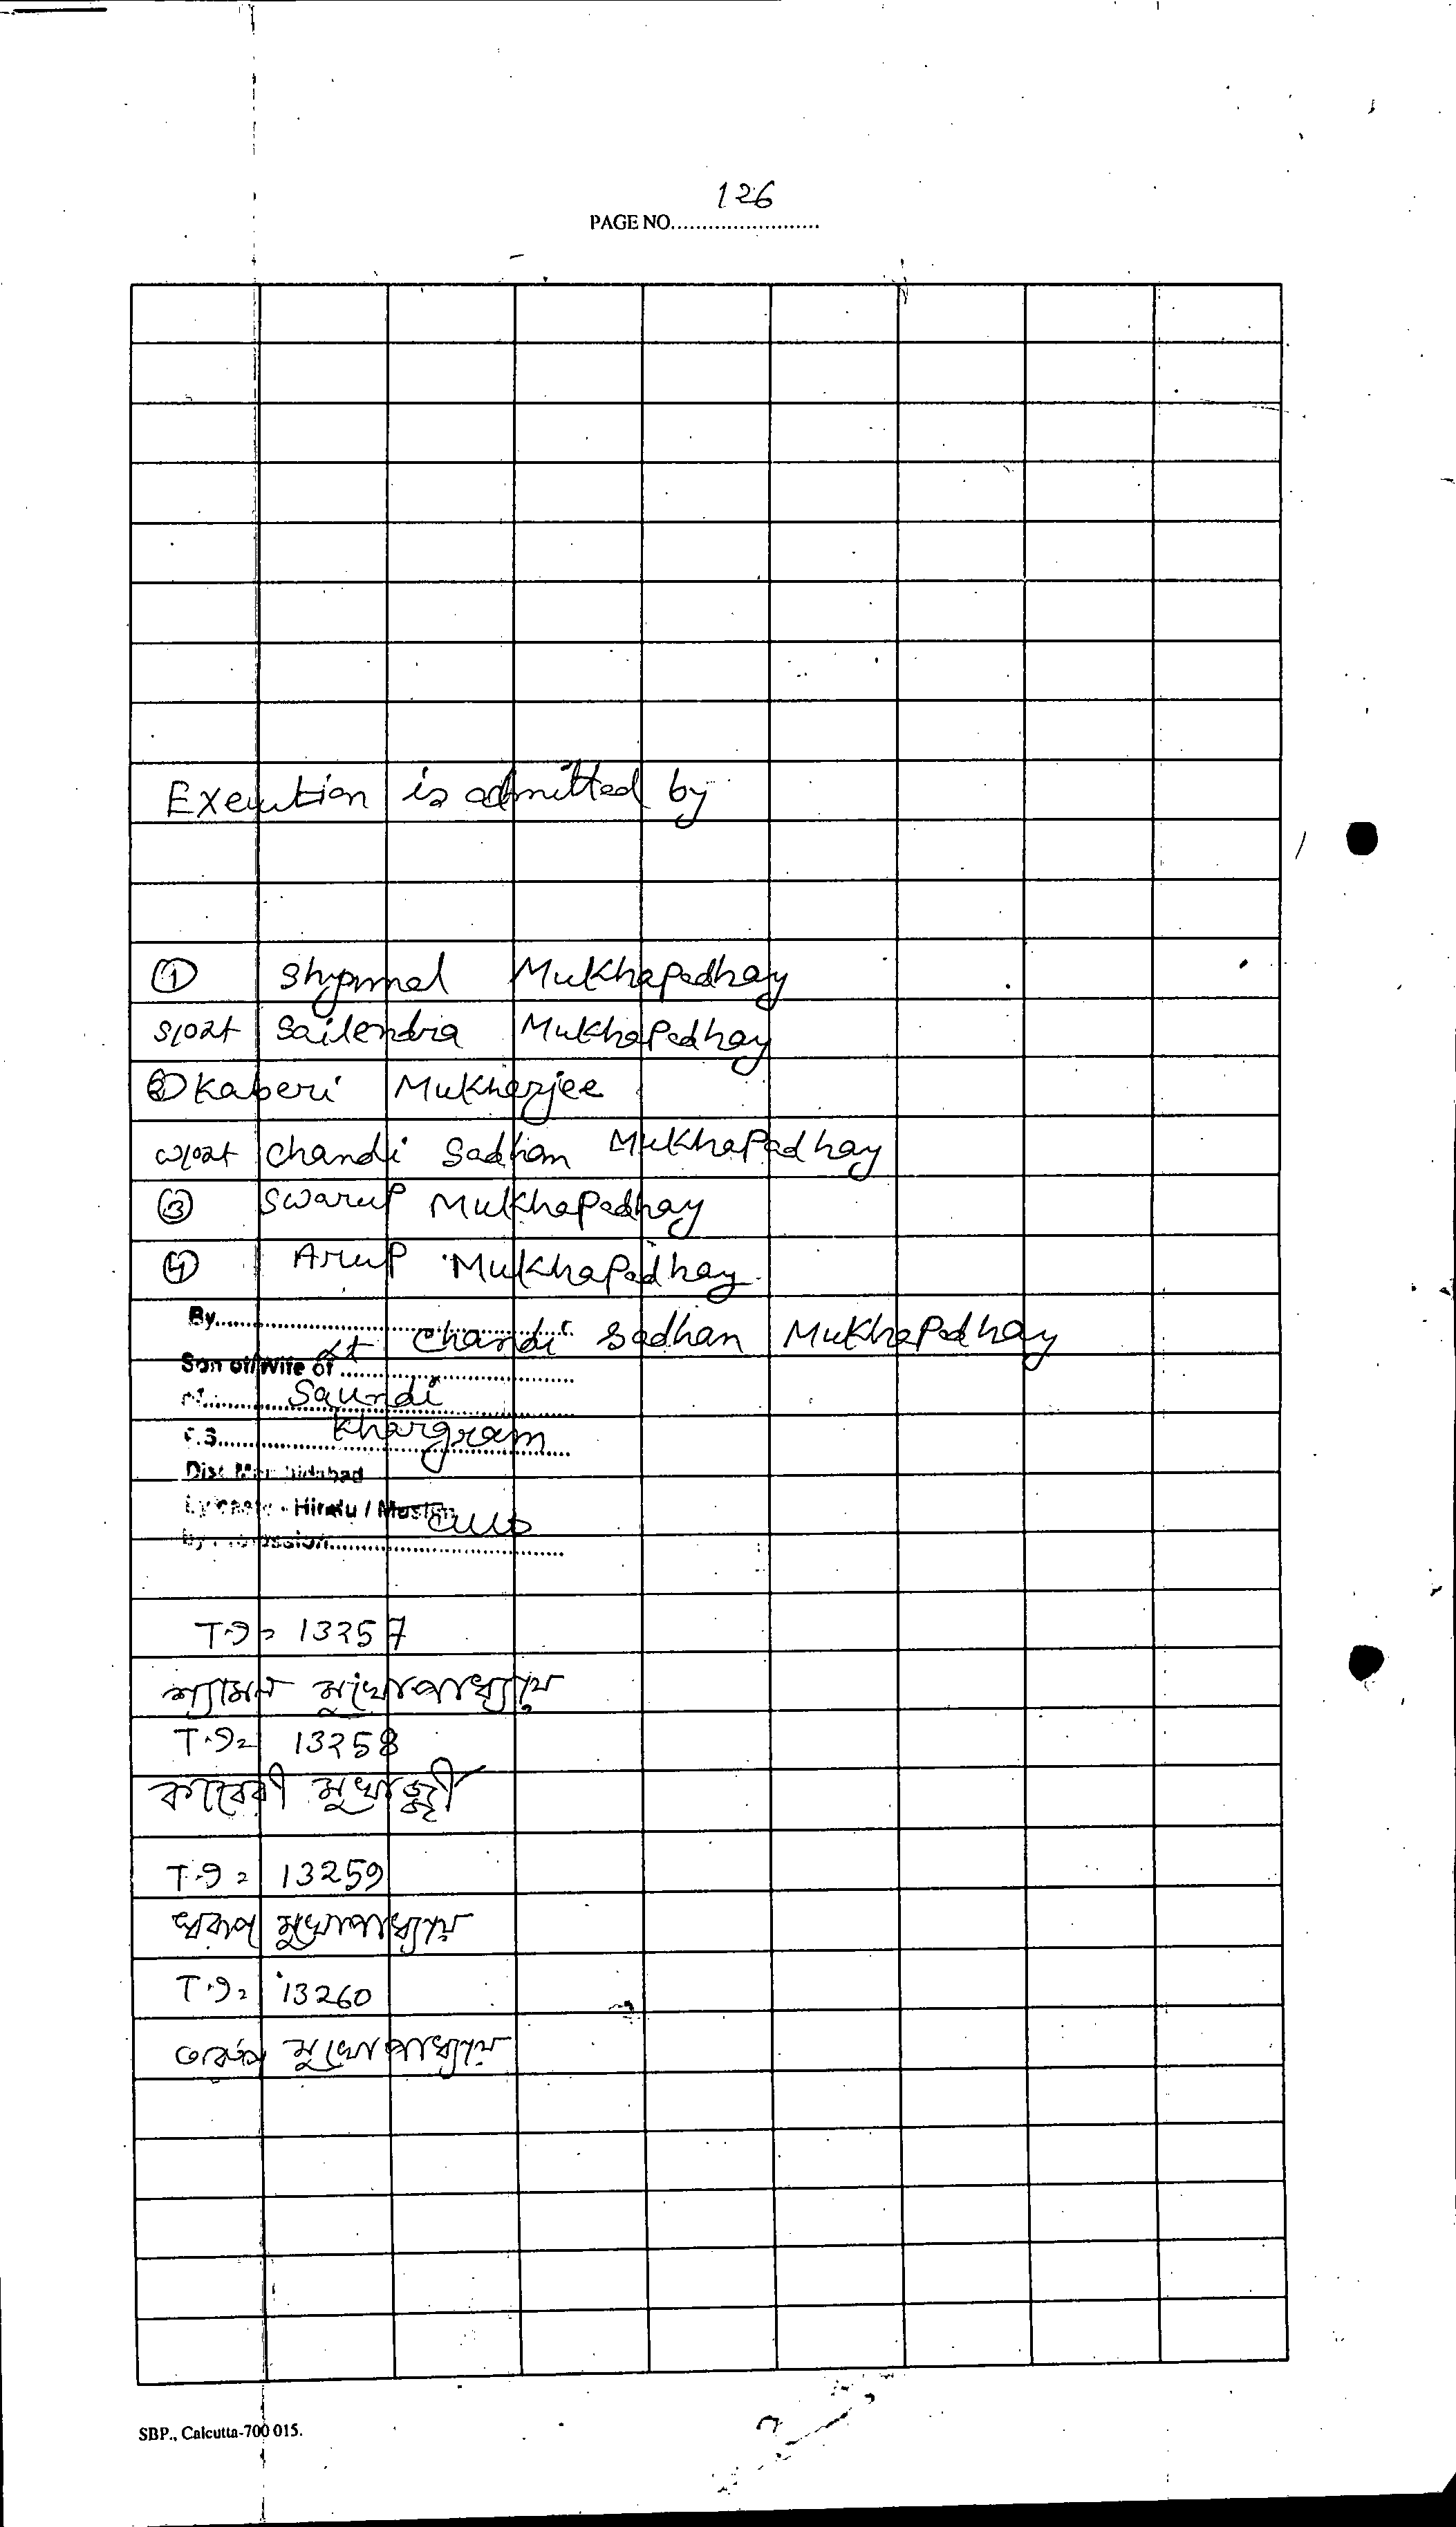 126
PAGE NO.........................
Execution is admitted by
① Shyamal Mukhapadhay
S/O Lt Sailendra Mukhapadhay
② Kaberi Mukherjee
W/O Lt Chandi Sadhan Mukhapadhay
③ Swarup Mukhapadhay
④ Arup Mukhapadhay
By..............................
Son of/Wife of Lt Chandi Sadhan Mukhapadhay
Saundi
P.S. Khargram
Dist. Murshidabad
By caste - Hindu / Muslim
By profession
13257
শ্যামল মুখোপাধ্যায়
13258
কাবেরী মুখার্জ্জী
13259
স্বরূপ মুখোপাধ্যায়
13260
অরূপ মুখোপাধ্যায়
SBP., Calcutta-700 015.